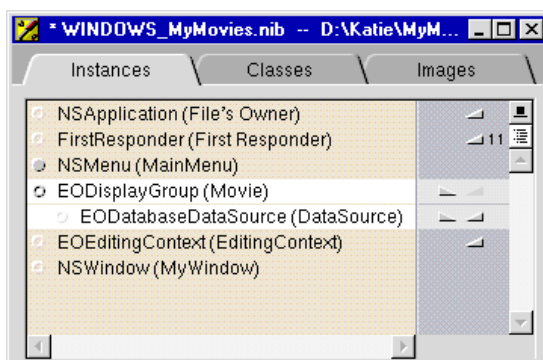 * WINDOWS_MyMovies.nib -- D:\Katie\MyM...
Instances Classes Images
NSApplication (File's Owner)
FirstResponder (First Responder) 11
NSMenu (MainMenu)
EODisplayGroup (Movie)
EODatabaseDataSource (DataSource)
EOEditingContext (EditingContext)
NSWindow (MyWindow)